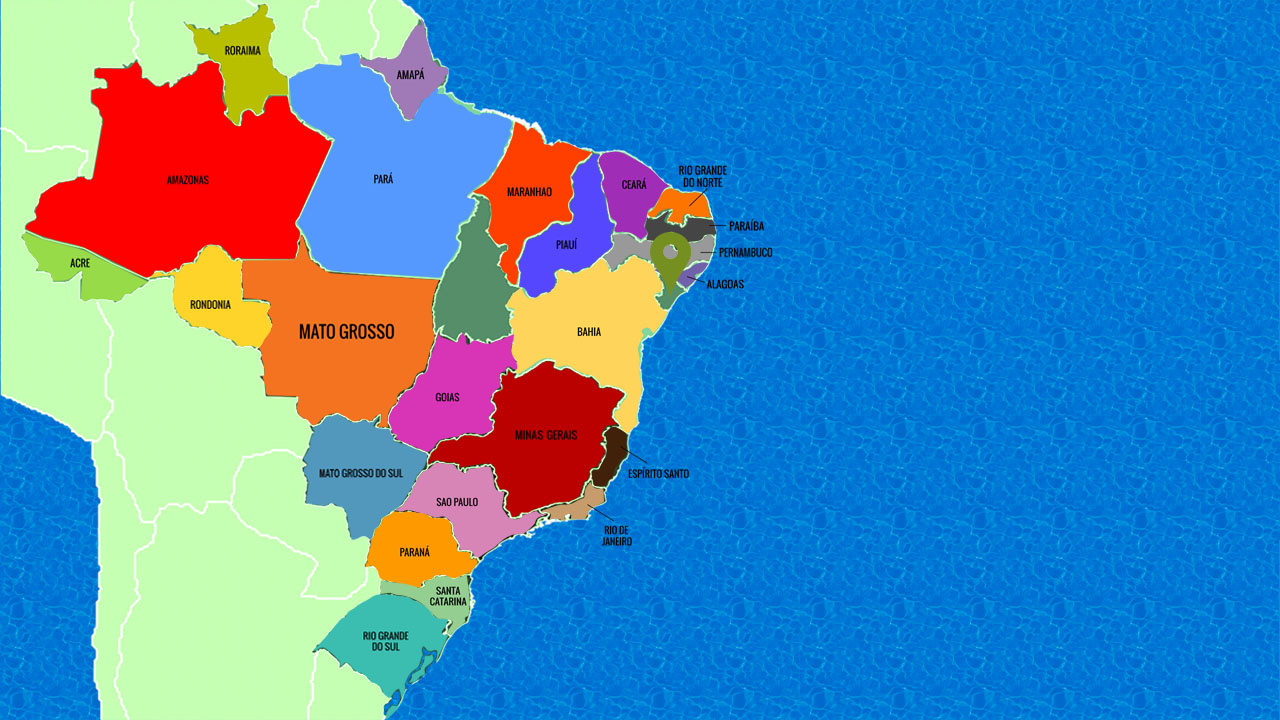 RORAIMA
AMAPÁ
AMAZONAS
PARÁ
MARANHAO
CEARÁ
RIO GRANDE
DO NORTE
PARAÍBA
PIAUÍ
PERNAMBUCO
ACRE
ALAGOAS
RONDONIA
MATO GROSSO
BAHIA
GOIAS
MINAS GERAIS
MATO GROSSO DO SUL
ESPÍRITO SANTO
SAO PAULO
RIO DE
JANEIRO
PARANÁ
SANTA
CATARINA
RIO GRANDE
DO SUL